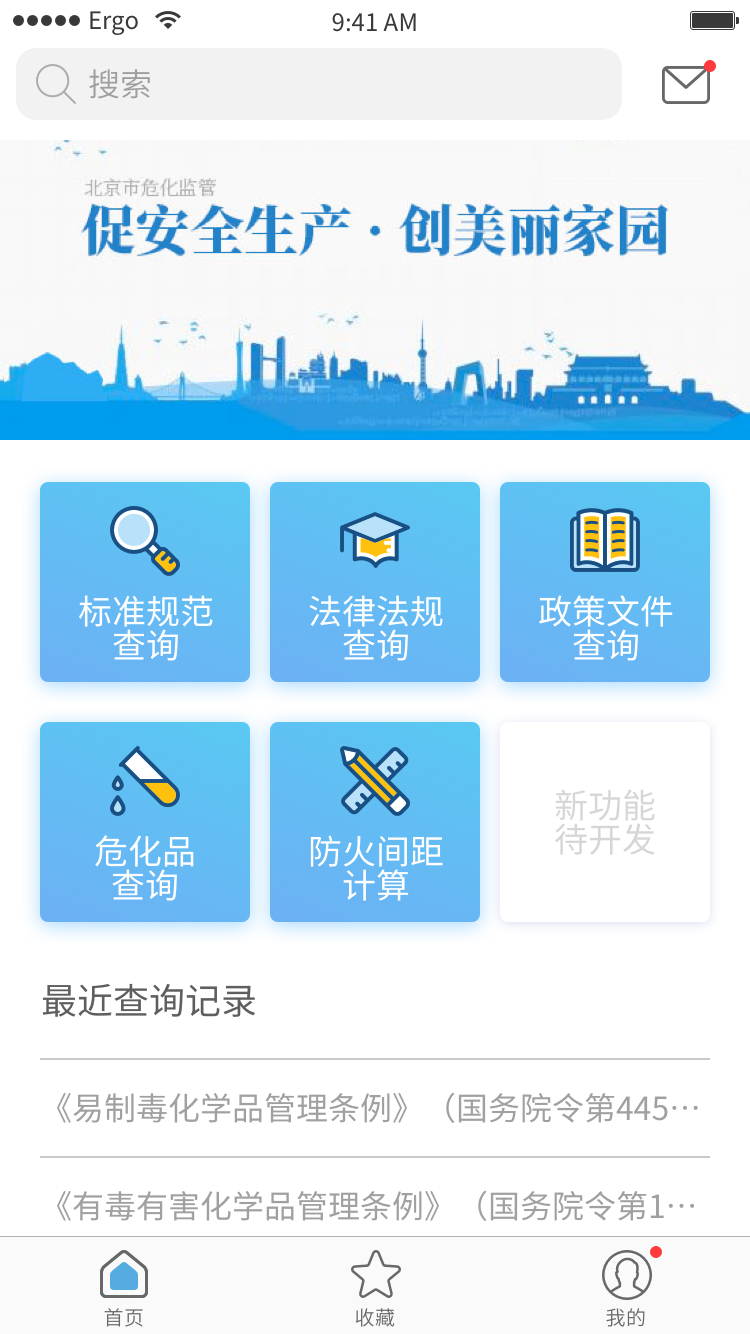 Ergo 9:41 AM
搜索
北京市危化监管
促安全生产·创美丽家园
标准规范
查询
法律法规
查询
政策文件
查询
危化品
查询
防火间距
计算
新功能
待开发
最近查询记录
《易制毒化学品管理条例》（国务院令第445…
《有毒有害化学品管理条例》（国务院令第1…
首页
收藏
我的